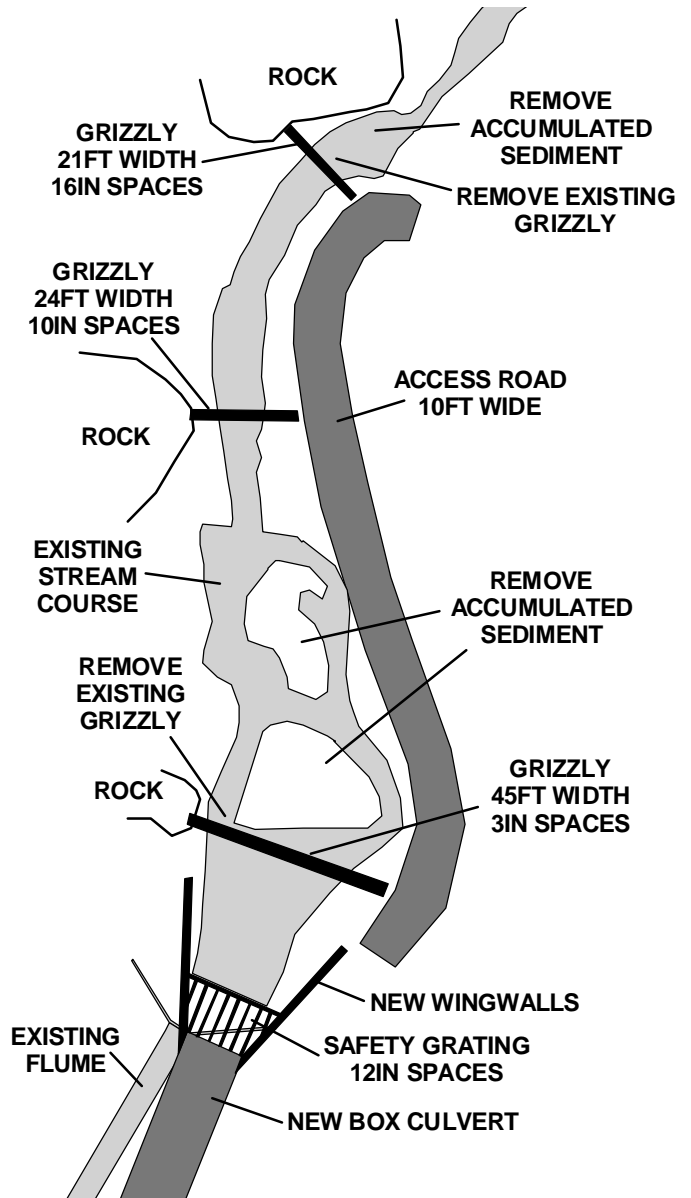 ROCK
REMOVE
ACCUMULATED
SEDIMENT
GRIZZLY
21FT WIDTH
16IN SPACES
REMOVE EXISTING
GRIZZLY
GRIZZLY
24FT WIDTH
10IN SPACES
ACCESS ROAD
10FT WIDE
ROCK
EXISTING
STREAM
COURSE
REMOVE
ACCUMULATED
SEDIMENT
REMOVE
EXISTING
GRIZZLY
ROCK
GRIZZLY
45FT WIDTH
3IN SPACES
NEW WINGWALLS
EXISTING
FLUME
SAFETY GRATING
12IN SPACES
NEW BOX CULVERT